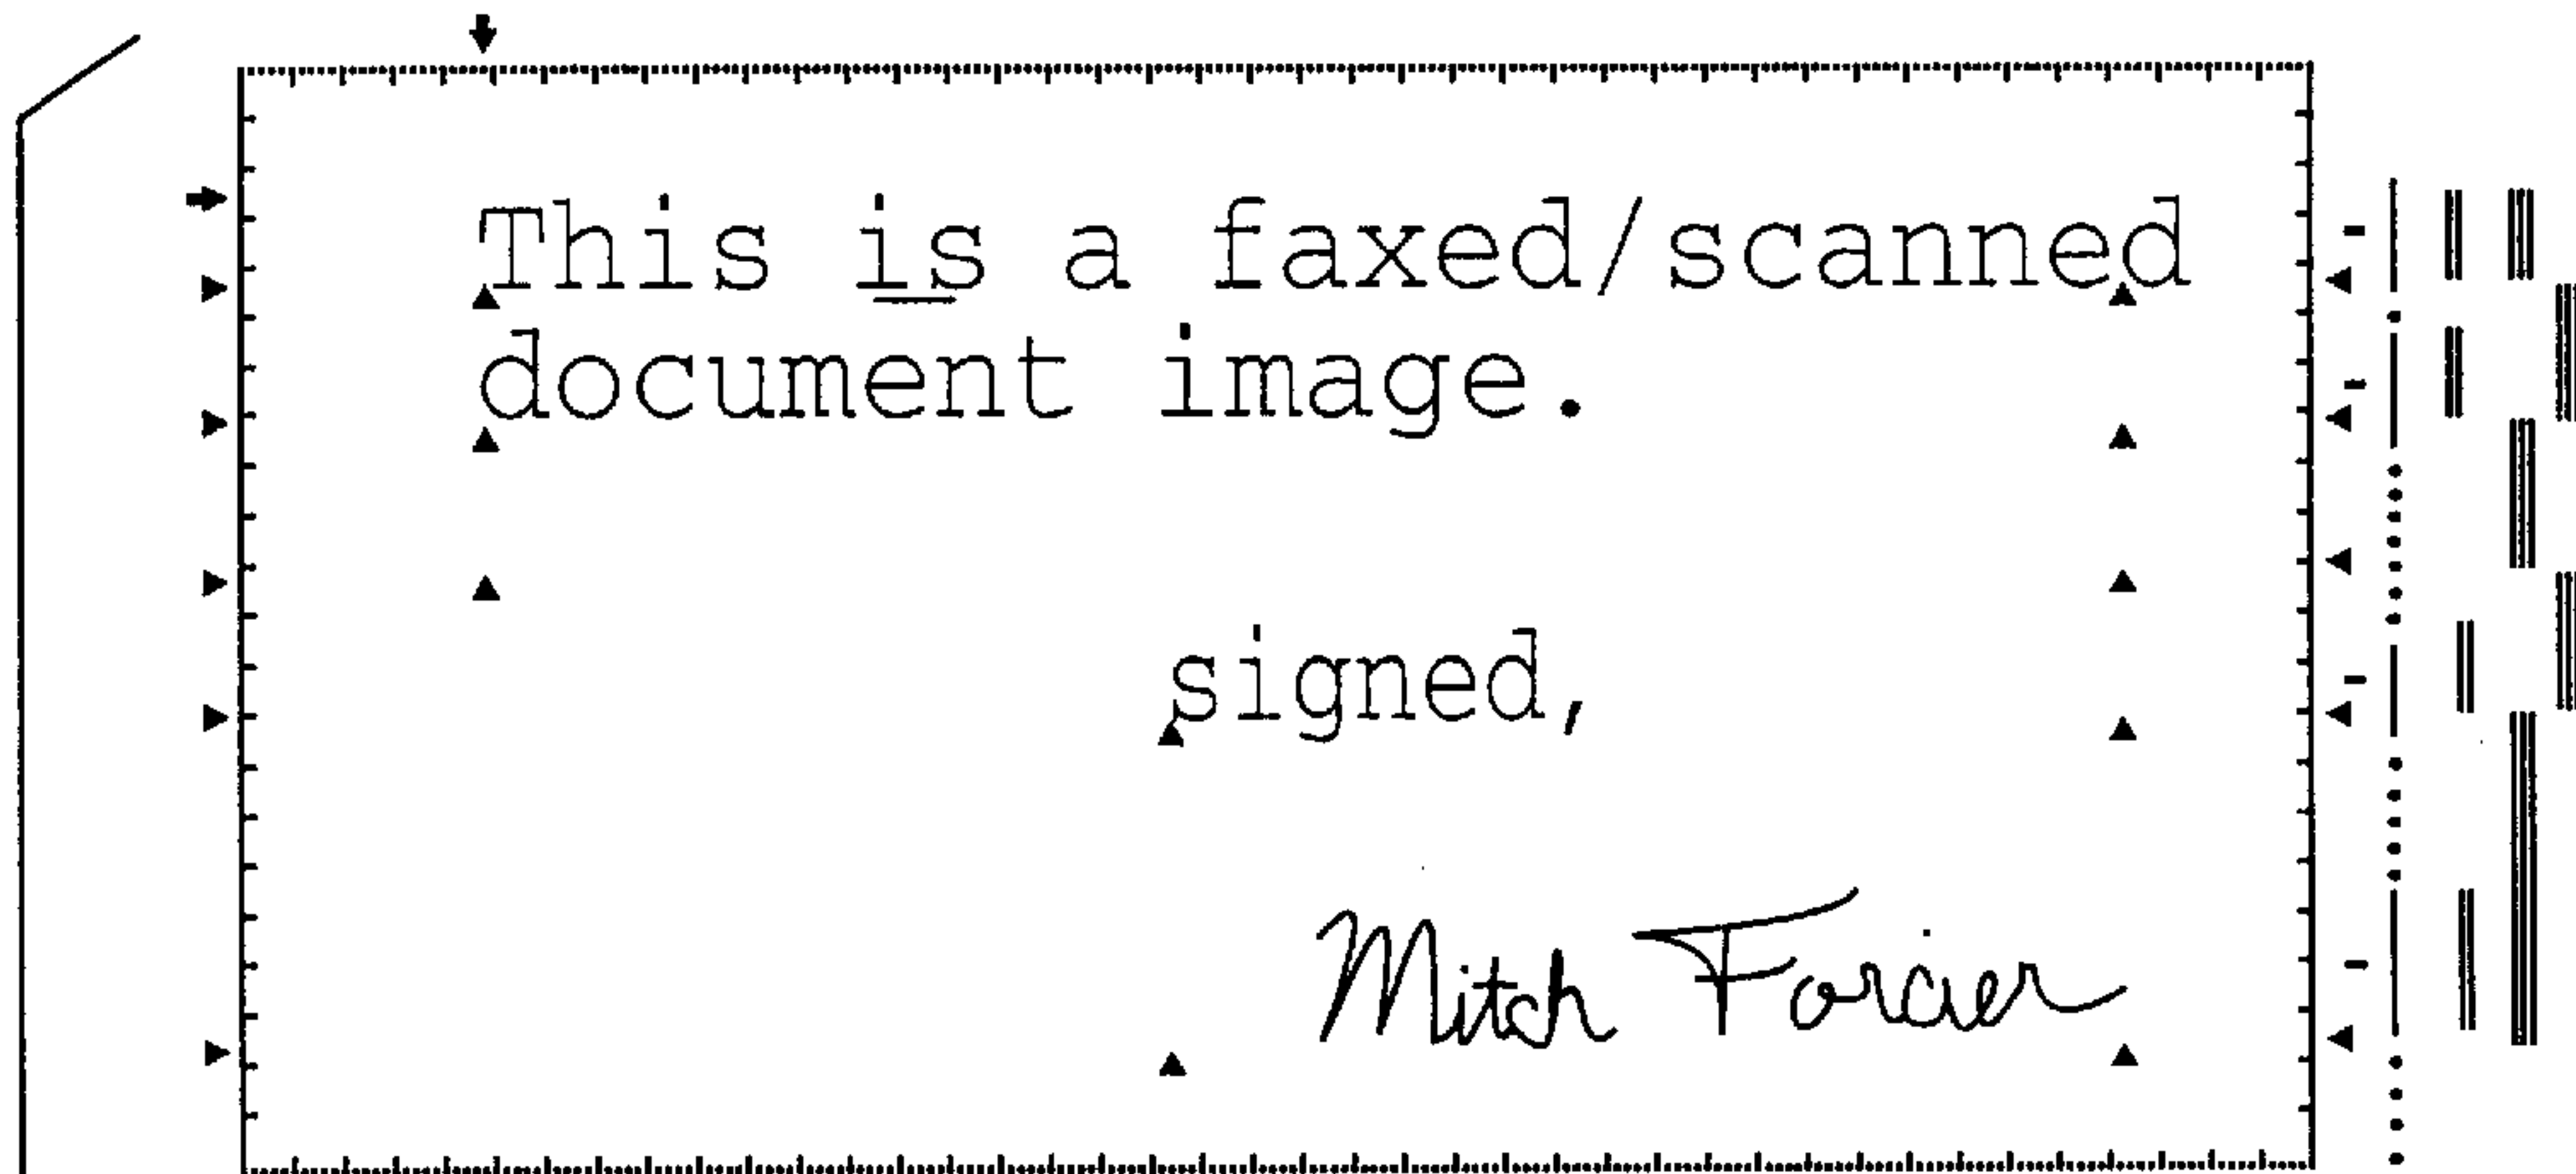 This is a faxed/scanned
document image.
signed,
Mitch Forcier